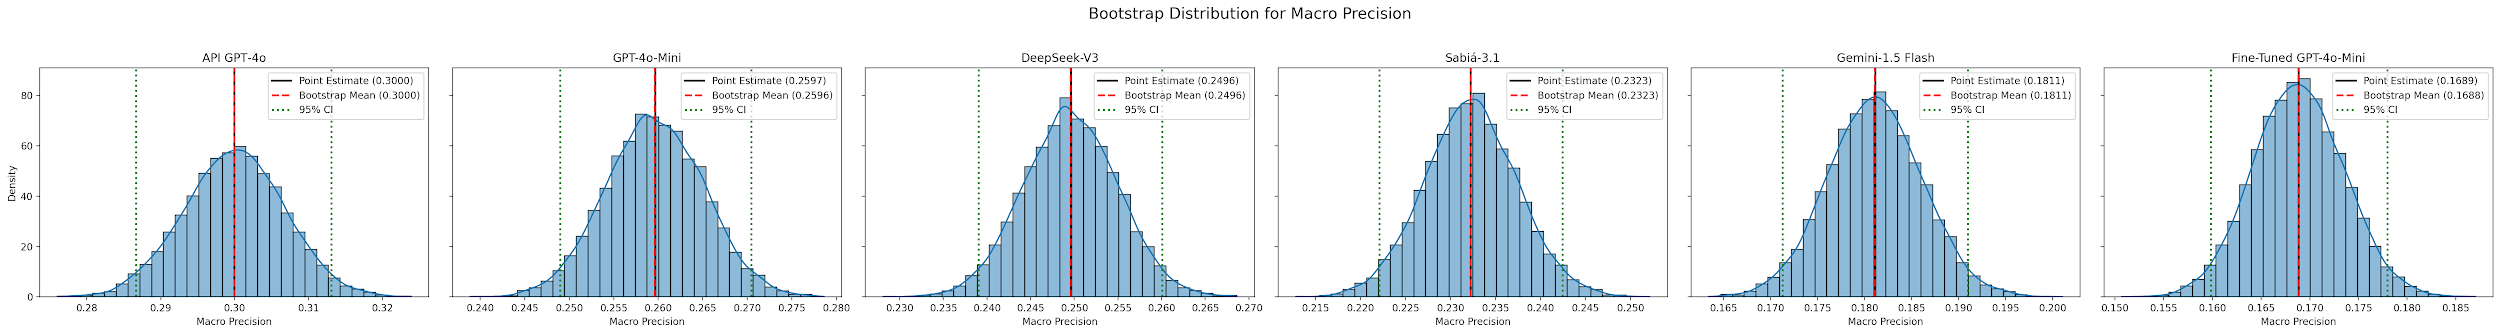 Bootstrap Distribution for Macro Precision
API GPT-4o
Point Estimate (0.3000)
Bootstrap Mean (0.3000)
95% CI
Density
0 20 40 60 80
0.28 0.29 0.30 0.31 0.32
Macro Precision
GPT-4o-Mini
Point Estimate (0.2597)
Bootstrap Mean (0.2596)
95% CI
0.240 0.245 0.250 0.255 0.260 0.265 0.270 0.275 0.280
Macro Precision
DeepSeek-V3
Point Estimate (0.2496)
Bootstrap Mean (0.2496)
95% CI
0.230 0.235 0.240 0.245 0.250 0.255 0.260 0.265 0.270
Macro Precision
Sabiá-3.1
Point Estimate (0.2323)
Bootstrap Mean (0.2323)
95% CI
0.215 0.220 0.225 0.230 0.235 0.240 0.245 0.250
Macro Precision
Gemini-1.5 Flash
Point Estimate (0.1811)
Bootstrap Mean (0.1811)
95% CI
0.165 0.170 0.175 0.180 0.185 0.190 0.195 0.200
Macro Precision
Fine-Tuned GPT-4o-Mini
Point Estimate (0.1689)
Bootstrap Mean (0.1688)
95% CI
0.150 0.155 0.160 0.165 0.170 0.175 0.180 0.185
Macro Precision